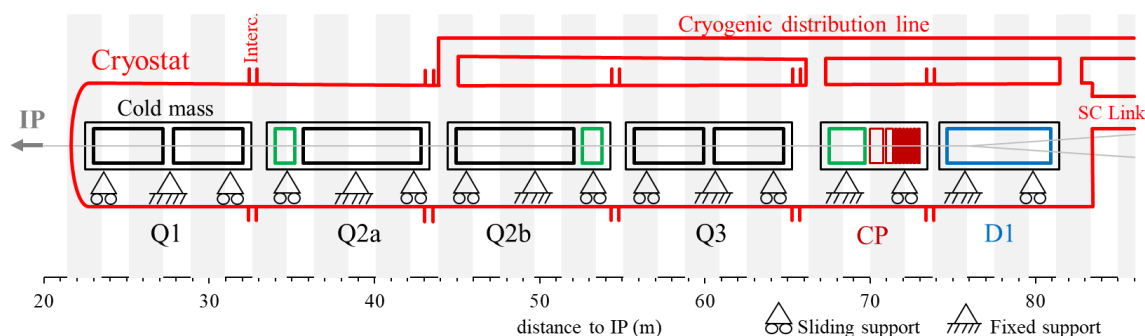 Cryogenic distribution line
Interc.
Cryostat
Cold mass
SC Link
IP
Q1 Q2a Q2b Q3 CP D1
20 30 40 50 60 70 80
distance to IP (m) Sliding support Fixed support